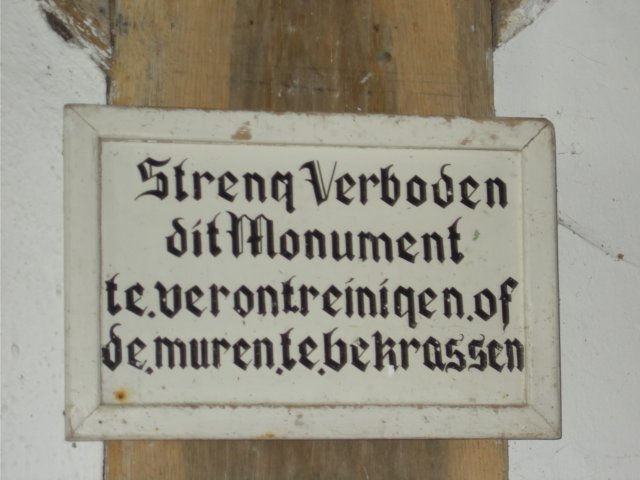 Streng Verboden
dit Monument
te.verontreinigen.of
de.muren.te.bekrassen